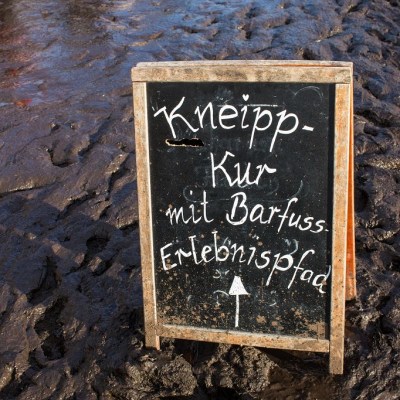 Kneipp-
Kur
mit Barfuss-
Erlebnispfad